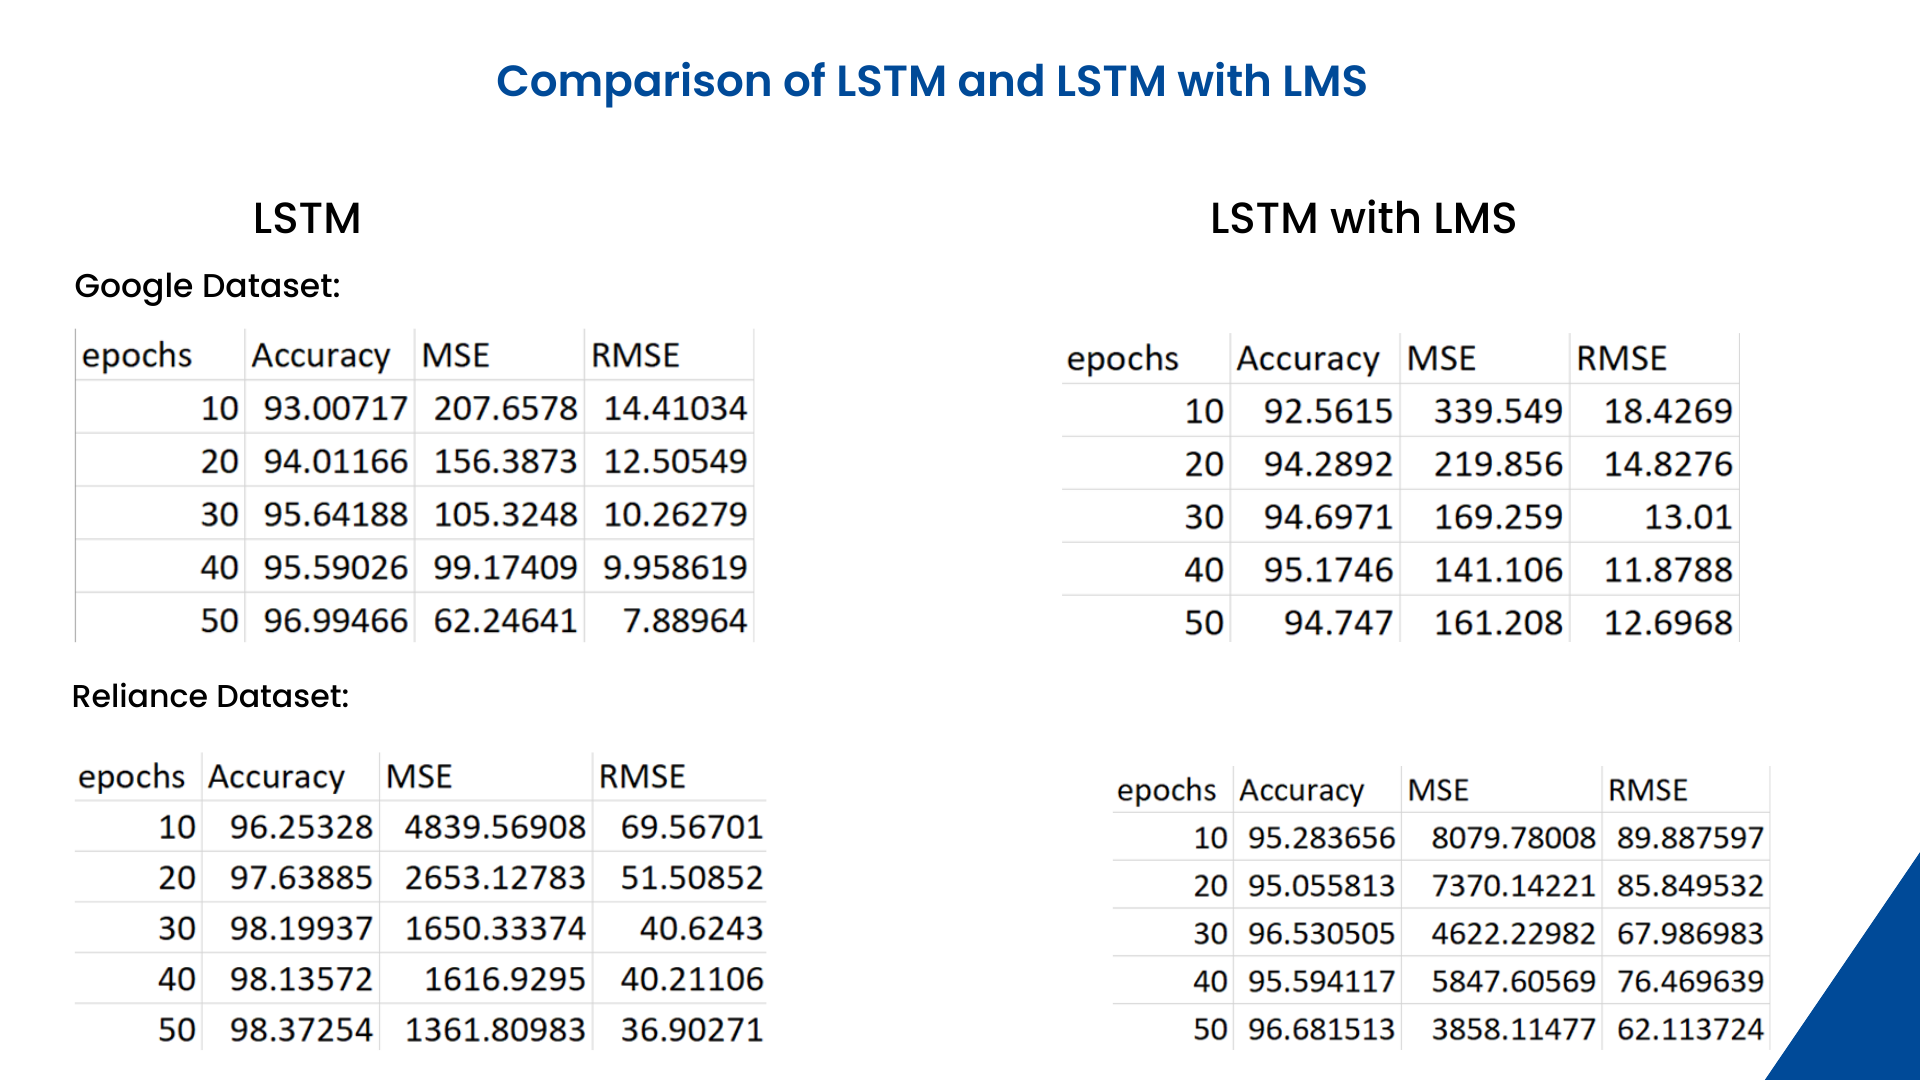 Comparison of LSTM and LSTM with LMS
LSTM
Google Dataset:
epochs Accuracy MSE RMSE
10 93.00717 207.6578 14.41034
20 94.01166 156.3873 12.50549
30 95.64188 105.3248 10.26279
40 95.59026 99.17409 9.958619
50 96.99466 62.24641 7.88964
Reliance Dataset:
epochs Accuracy MSE RMSE
10 96.25328 4839.56908 69.56701
20 97.63885 2653.12783 51.50852
30 98.19937 1650.33374 40.6243
40 98.13572 1616.9295 40.21106
50 98.37254 1361.80983 36.90271
LSTM with LMS
epochs Accuracy MSE RMSE
10 92.5615 339.549 18.4269
20 94.2892 219.856 14.8276
30 94.6971 169.259 13.01
40 95.1746 141.106 11.8788
50 94.747 161.208 12.6968
epochs Accuracy MSE RMSE
10 95.283656 8079.78008 89.887597
20 95.055813 7370.14221 85.849532
30 96.530505 4622.22982 67.986983
40 95.594117 5847.60569 76.469639
50 96.681513 3858.11477 62.113724